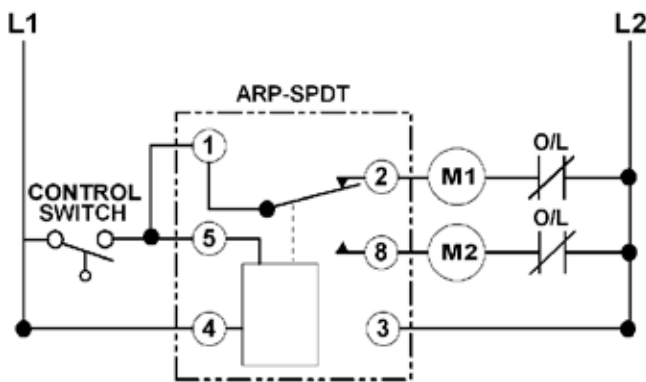 L1
L2
ARP-SPDT
1
O/L
2
M1
CONTROL
SWITCH
5
O/L
8
M2
4
3